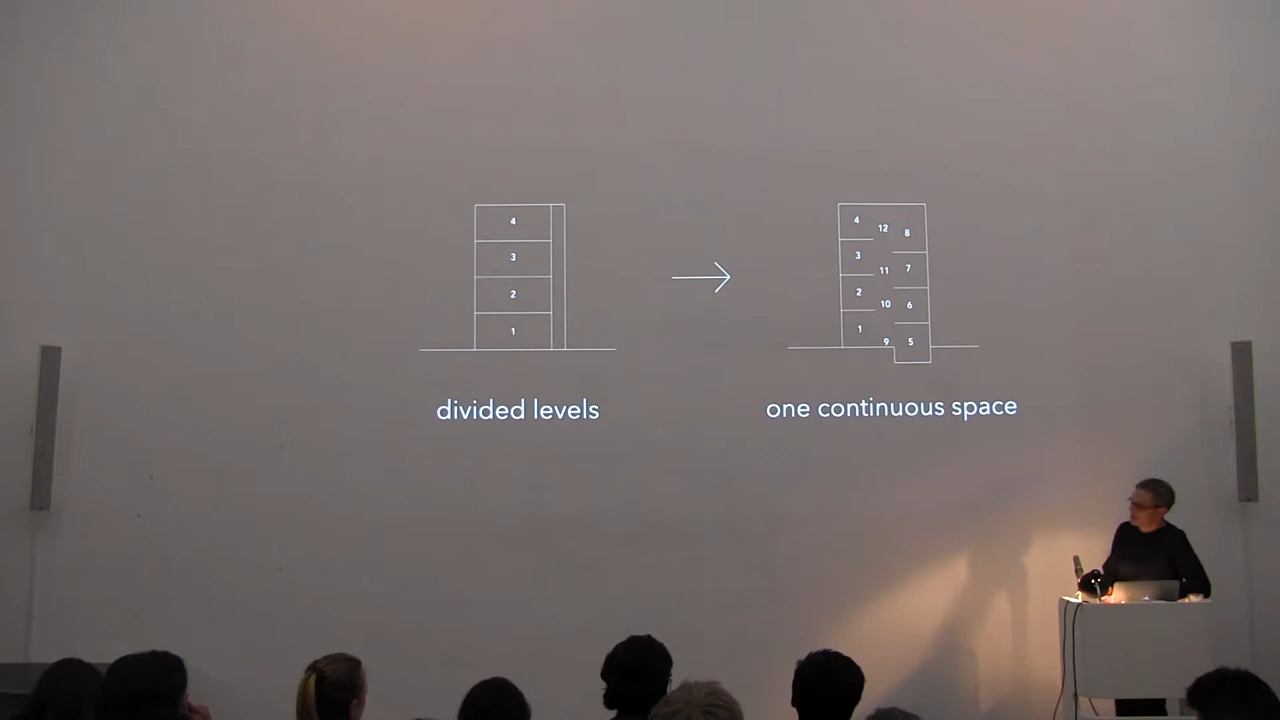 4
3
2
1
divided levels
4 12 8
3 11 7
2 10 6
1 9 5
one continuous space